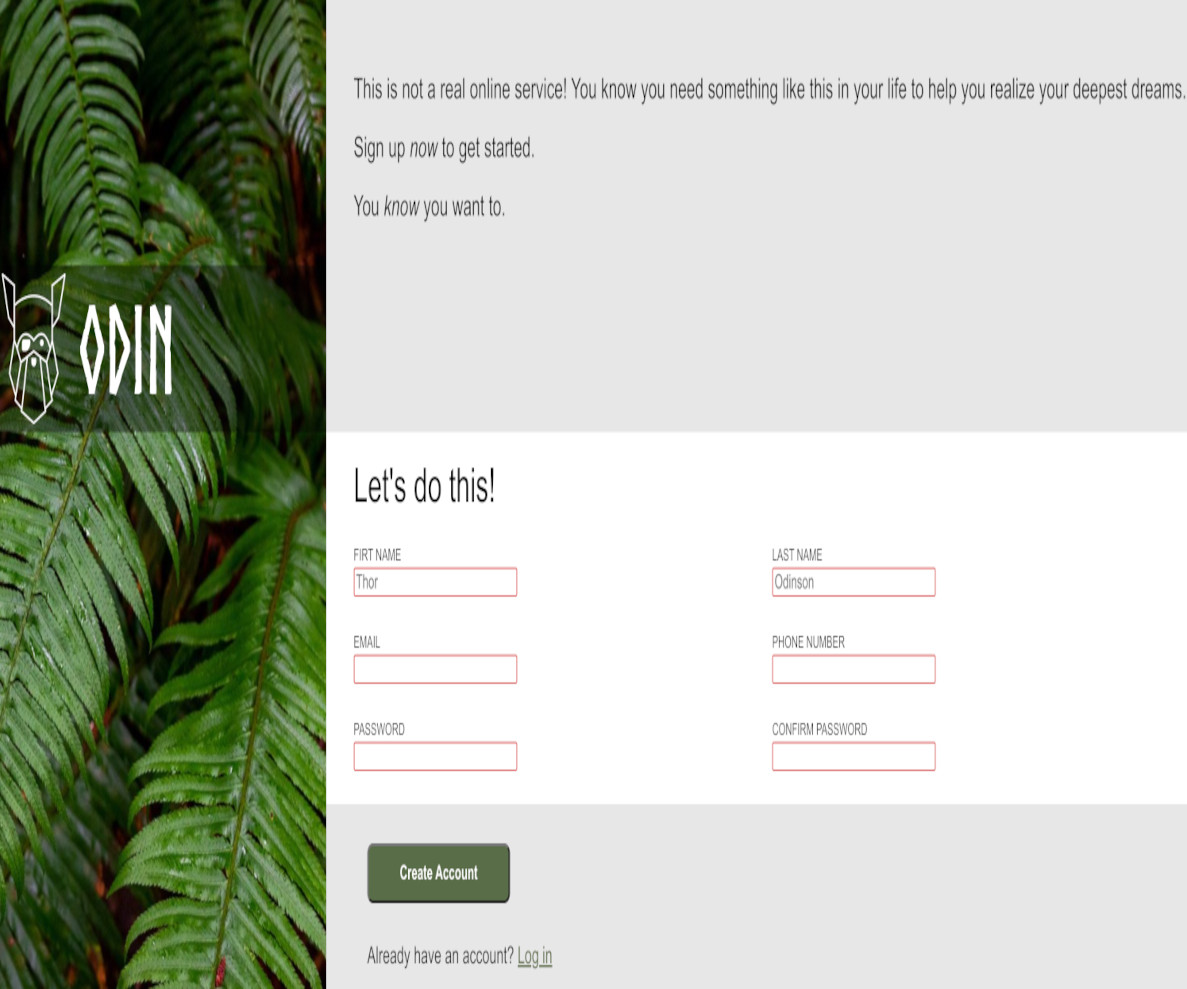 ODIN
This is not a real online service! You know you need something like this in your life to help you realize your deepest dreams.
Sign up now to get started.
You know you want to.
Let's do this!
FIRT NAME
LAST NAME
Thor
Odinson
EMAIL
PHONE NUMBER
PASSWORD
CONFIRM PASSWORD
Create Account
Already have an account? Log in